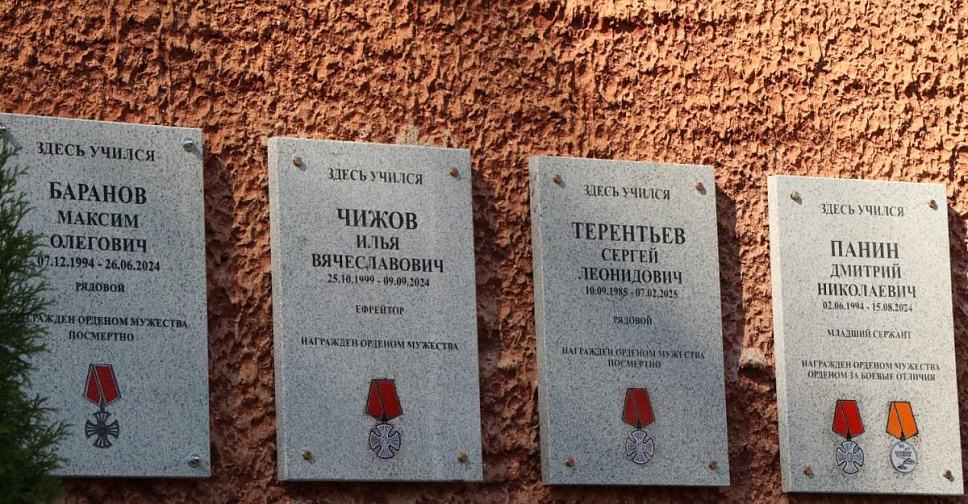 ЗДЕСЬ УЧИЛСЯ
БАРАНОВ
МАКСИМ
ОЛЕГОВИЧ
07.12.1994 - 26.06.2024
РЯДОВОЙ
ОРДЕНОМ МУЖЕСТВА
ПОСМЕРТНО
ЗДЕСЬ УЧИЛСЯ
ЧИЖОВ
ИЛЬЯ
ВЯЧЕСЛАВОВИЧ
25.10.1999 - 09.09.2024
ЕФРЕЙТОР
НАГРАЖДЕН ОРДЕНОМ МУЖЕСТВА
ЗДЕСЬ УЧИЛСЯ
ТЕРЕНТЬЕВ
СЕРГЕЙ
ЛЕОНИДОВИЧ
10.09.1985 - 07.02.2025
РЯДОВОЙ
НАГРАЖДЕН ОРДЕНОМ МУЖЕСТВА
ПОСМЕРТНО
ЗДЕСЬ УЧИЛСЯ
ПАНИН
ДМИТРИЙ
НИКОЛАЕВИЧ
02.06.1994 - 15.08.2024
МЛАДШИЙ СЕРЖАНТ
НАГРАЖДЕН ОРДЕНОМ МУЖЕСТВА
ОРДЕНОМ ЗА БОЕВЫЕ ОТЛИЧИЯ